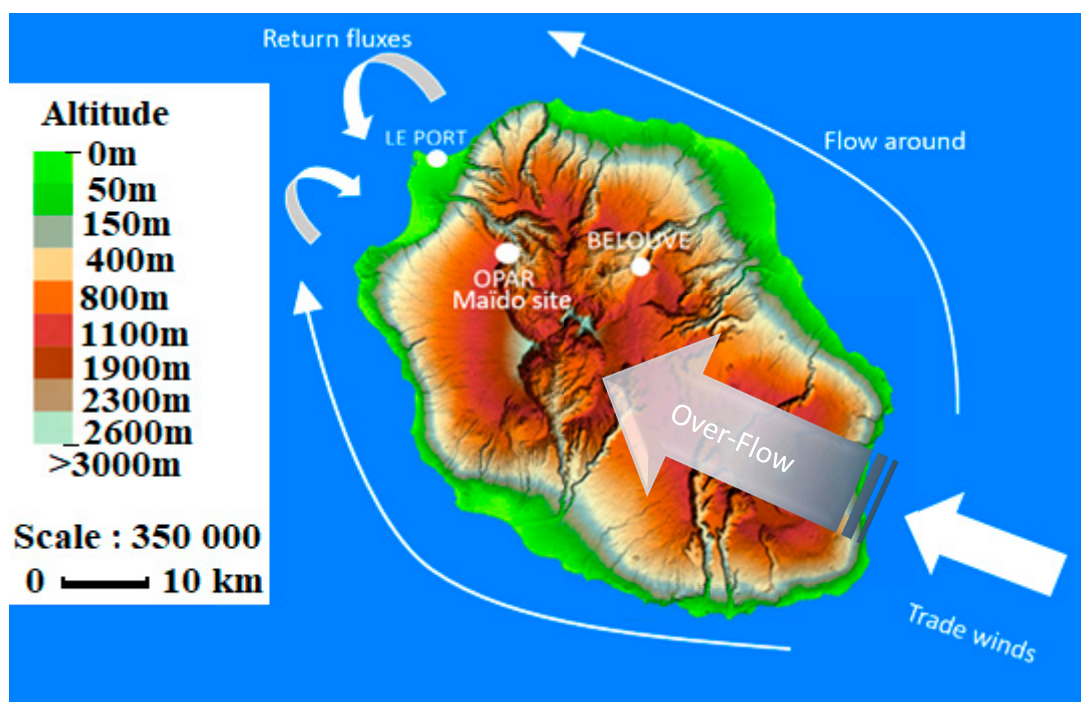 Return fluxes
Altitude
0m
50m
150m
400m
800m
1100m
1900m
2300m
2600m
>3000m
Scale : 350 000
0 10 km
LE PORT
Flow around
BELOUVE
OPAR
Maïdo site
Over-Flow
Trade winds